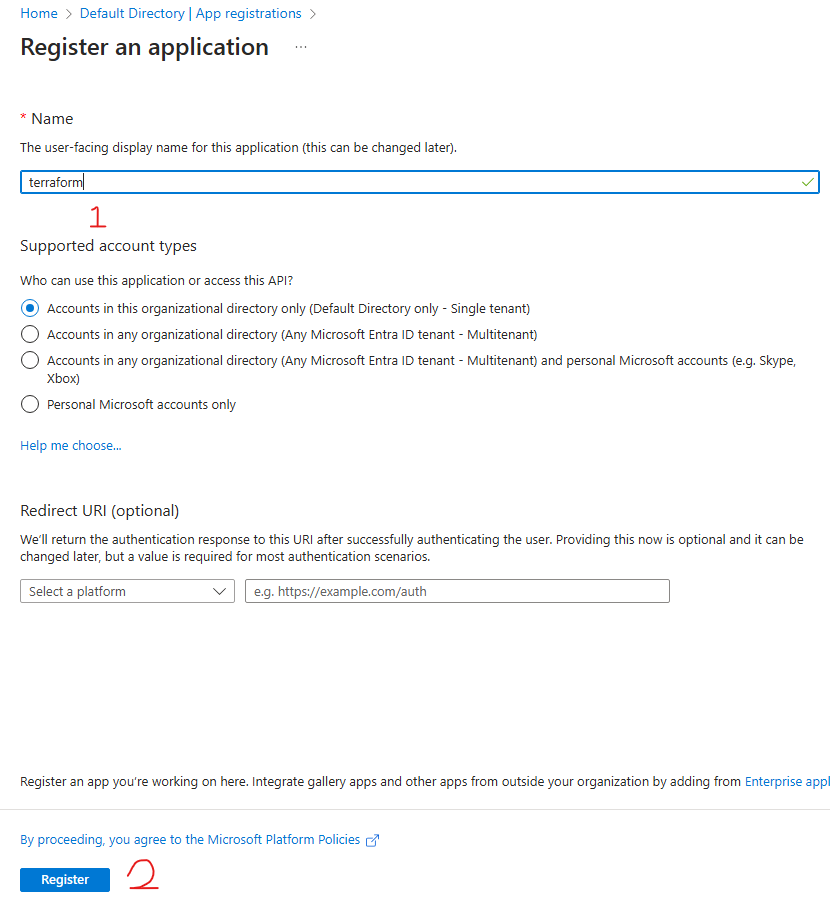 Home > Default Directory | App registrations >
Register an application ...
* Name
The user-facing display name for this application (this can be changed later).
terraform
1
Supported account types
Who can use this application or access this API?
Accounts in this organizational directory only (Default Directory only - Single tenant)
Accounts in any organizational directory (Any Microsoft Entra ID tenant - Multitenant)
Accounts in any organizational directory (Any Microsoft Entra ID tenant - Multitenant) and personal Microsoft accounts (e.g. Skype,
Xbox)
Personal Microsoft accounts only
Help me choose...
Redirect URI (optional)
We'll return the authentication response to this URI after successfully authenticating the user. Providing this now is optional and it can be
changed later, but a value is required for most authentication scenarios.
Select a platform e.g. https://example.com/auth
Register an app you're working on here. Integrate gallery apps and other apps from outside your organization by adding from Enterprise appl
By proceeding, you agree to the Microsoft Platform Policies
Register 2